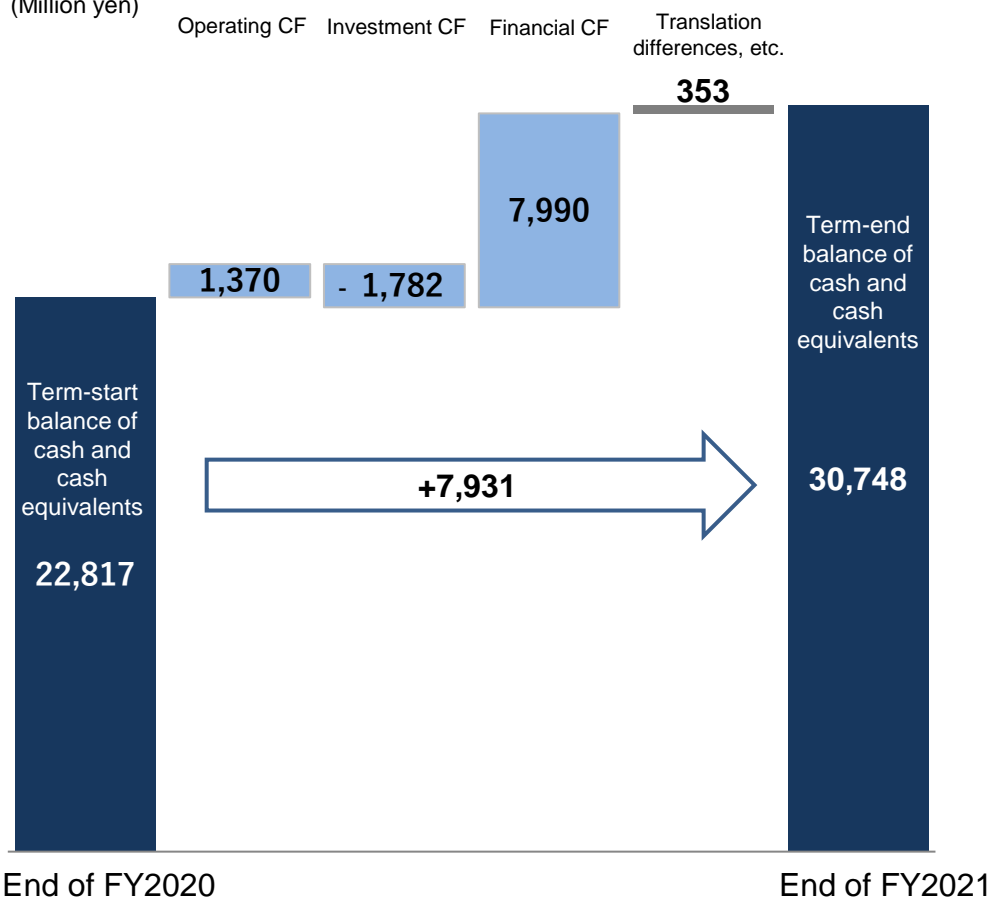 (Million yen)
Operating CF
Investment CF
Financial CF
Translation
differences, etc.
353
7,990
1,370
- 1,782
Term-start
balance of
cash and
cash
equivalents
22,817
+7,931
Term-end
balance of
cash and
cash
equivalents
30,748
End of FY2020
End of FY2021